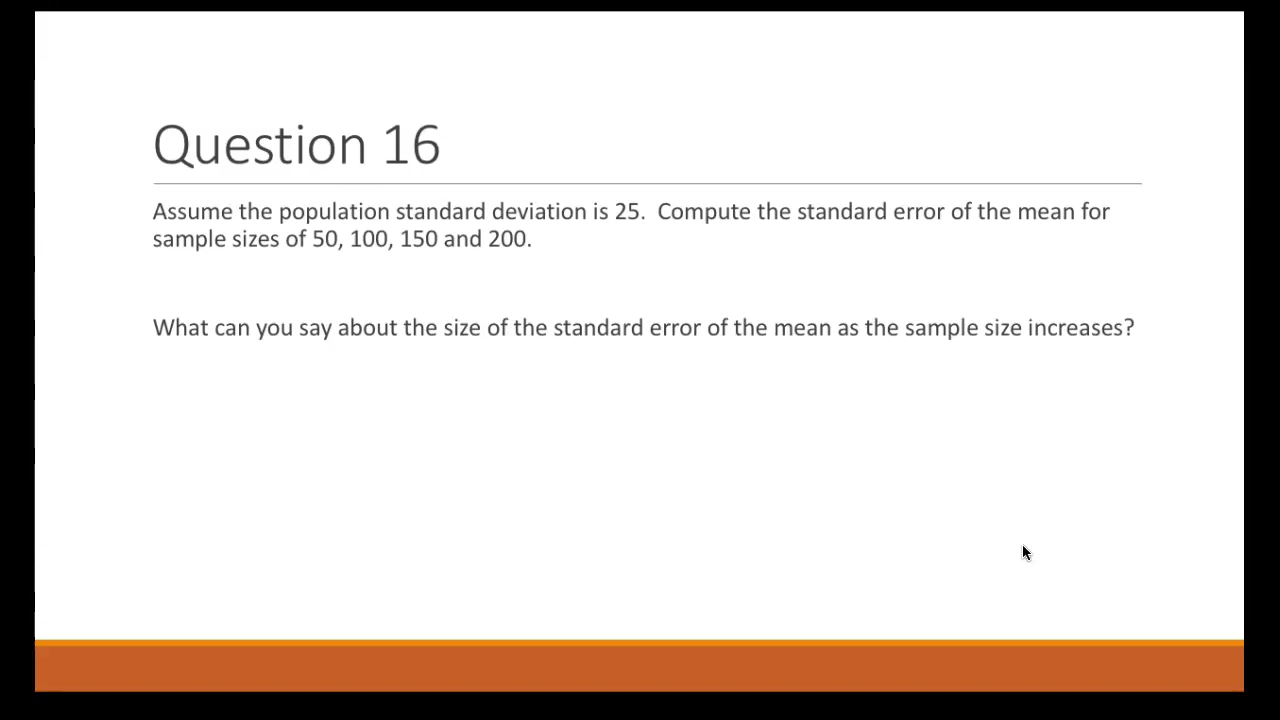 Question 16
Assume the population standard deviation is 25.  Compute the standard error of the mean for
sample sizes of 50, 100, 150 and 200.
What can you say about the size of the standard error of the mean as the sample size increases?